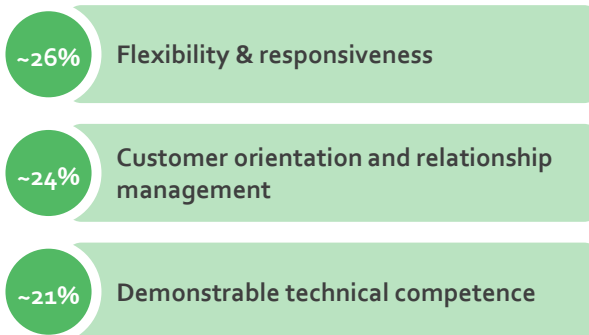 ~26%
Flexibility & responsiveness
~24%
Customer orientation and relationship
management
~21%
Demonstrable technical competence